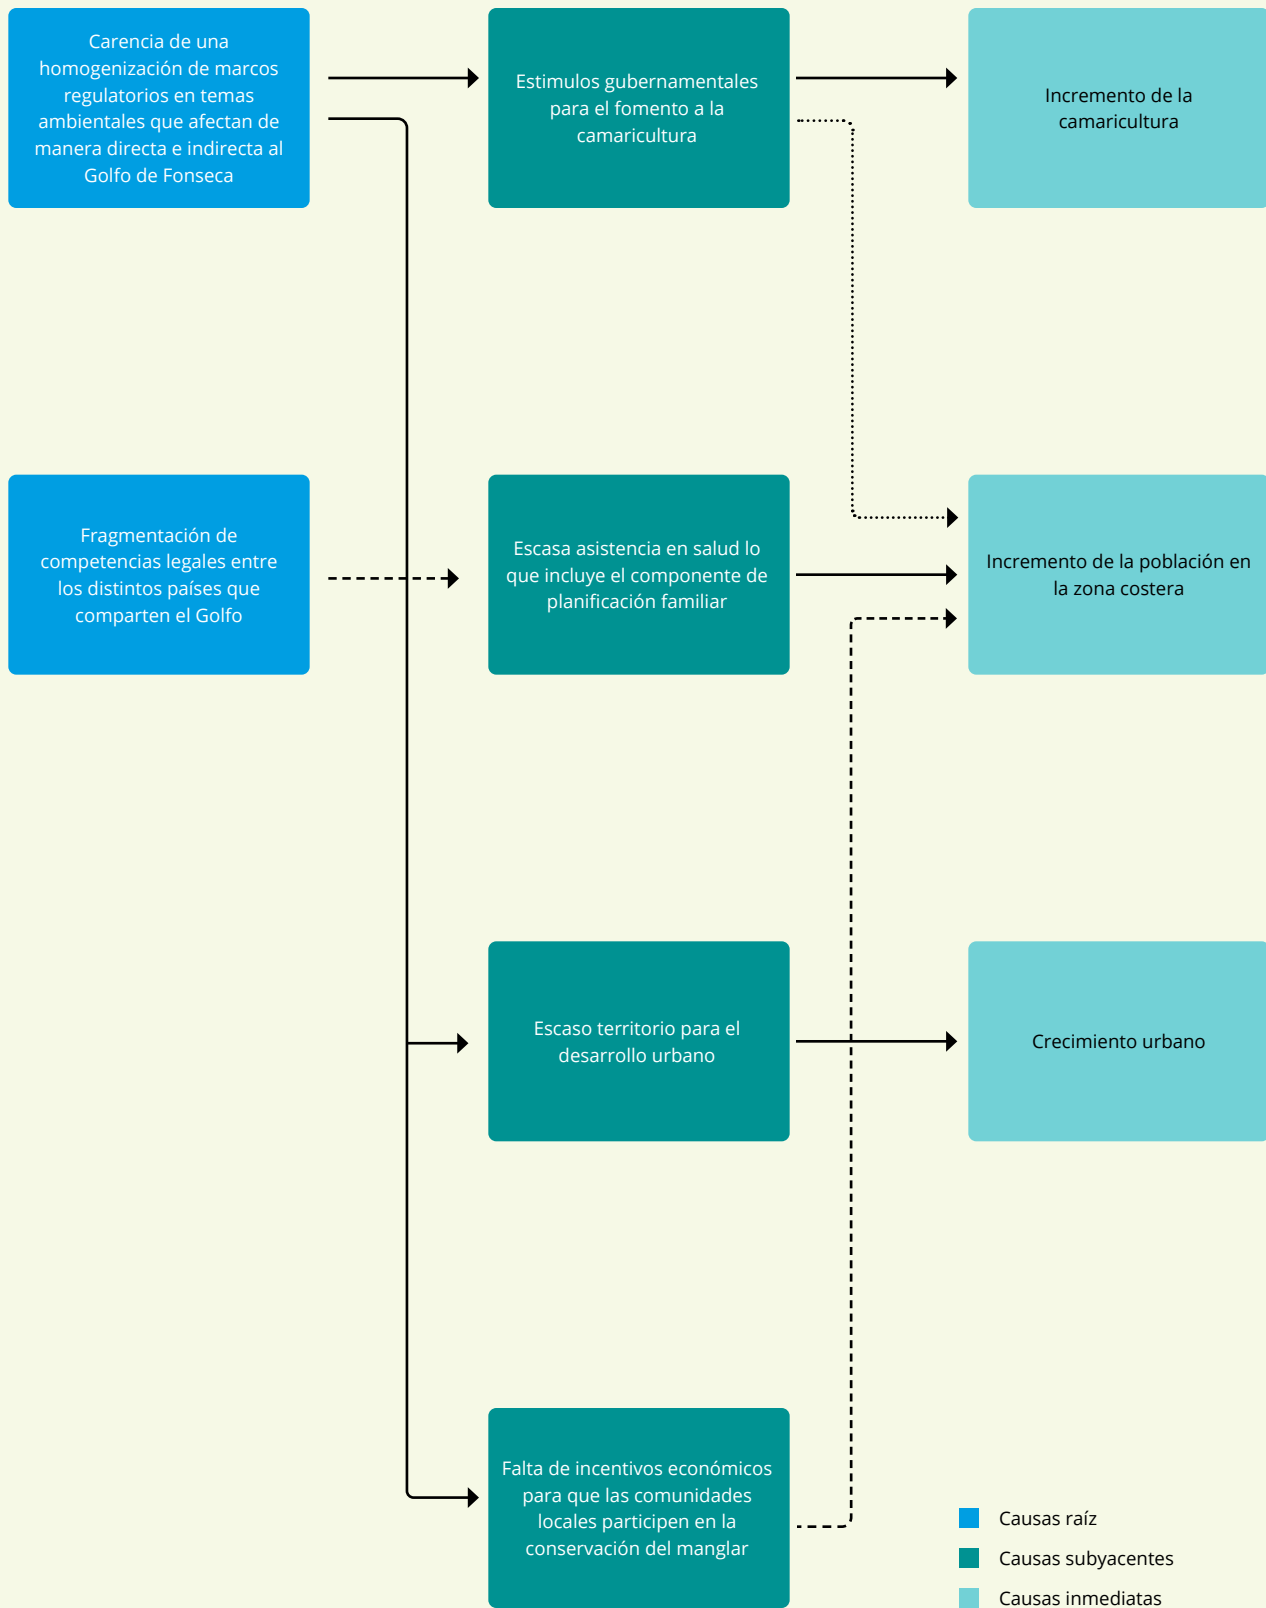 Carencia de una
homogenización de marcos
regulatorios en temas
ambientales que afectan de
manera directa e indirecta al
Golfo de Fonseca
Estimulos gubernamentales
para el fomento a la
camaricultura
Incremento de la
camaricultura
Fragmentación de
competencias legales entre
los distintos países que
comparten el Golfo
Escasa asistencia en salud lo
que incluye el componente de
planificación familiar
Incremento de la población en
la zona costera
Escaso territorio para el
desarrollo urbano
Crecimiento urbano
Falta de incentivos económicos
para que las comunidades
locales participen en la
conservación del manglar
Causas raíz
Causas subyacentes
Causas inmediatas